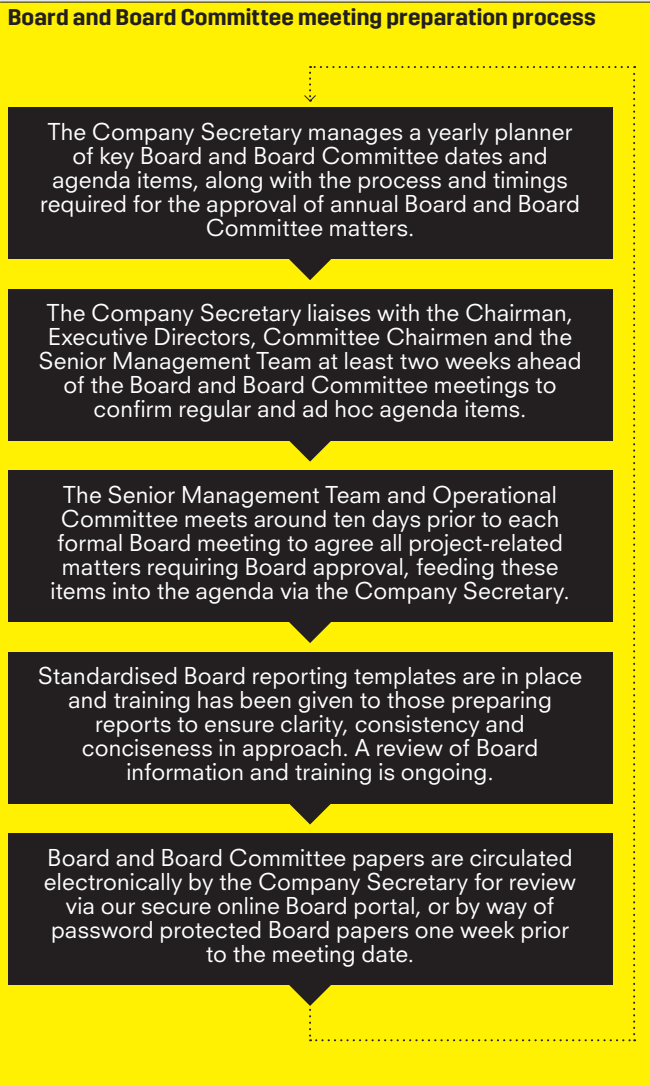 Board and Board Committee meeting preparation process
The Company Secretary manages a yearly planner
of key Board and Board Committee dates and
agenda items, along with the process and timings
required for the approval of annual Board and Board
Committee matters.
The Company Secretary liaises with the Chairman,
Executive Directors, Committee Chairmen and the
Senior Management Team at least two weeks ahead
of the Board and Board Committee meetings to
confirm regular and ad hoc agenda items.
The Senior Management Team and Operational
Committee meets around ten days prior to each
formal Board meeting to agree all project-related
matters requiring Board approval, feeding these
items into the agenda via the Company Secretary.
Standardised Board reporting templates are in place
and training has been given to those preparing
reports to ensure clarity, consistency and
conciseness in approach. A review of Board
information and training is ongoing.
Board and Board Committee papers are circulated
electronically by the Company Secretary for review
via our secure online Board portal, or by way of
password protected Board papers one week prior
to the meeting date.